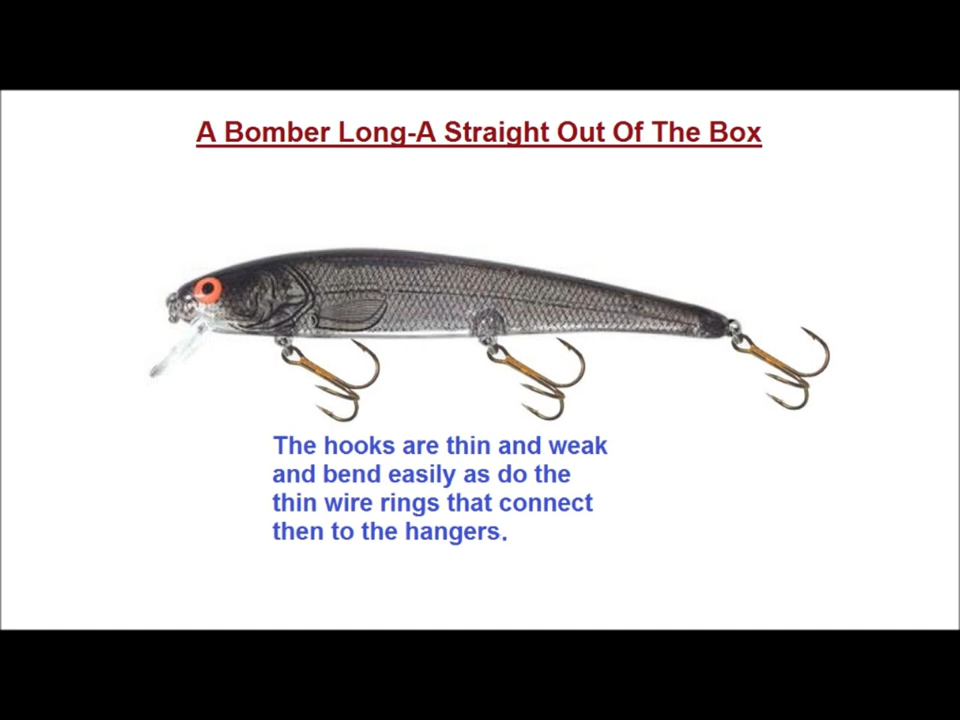 A Bomber Long-A Straight Out Of The Box
The hooks are thin and weak
and bend easily as do the
thin wire rings that connect
then to the hangers.